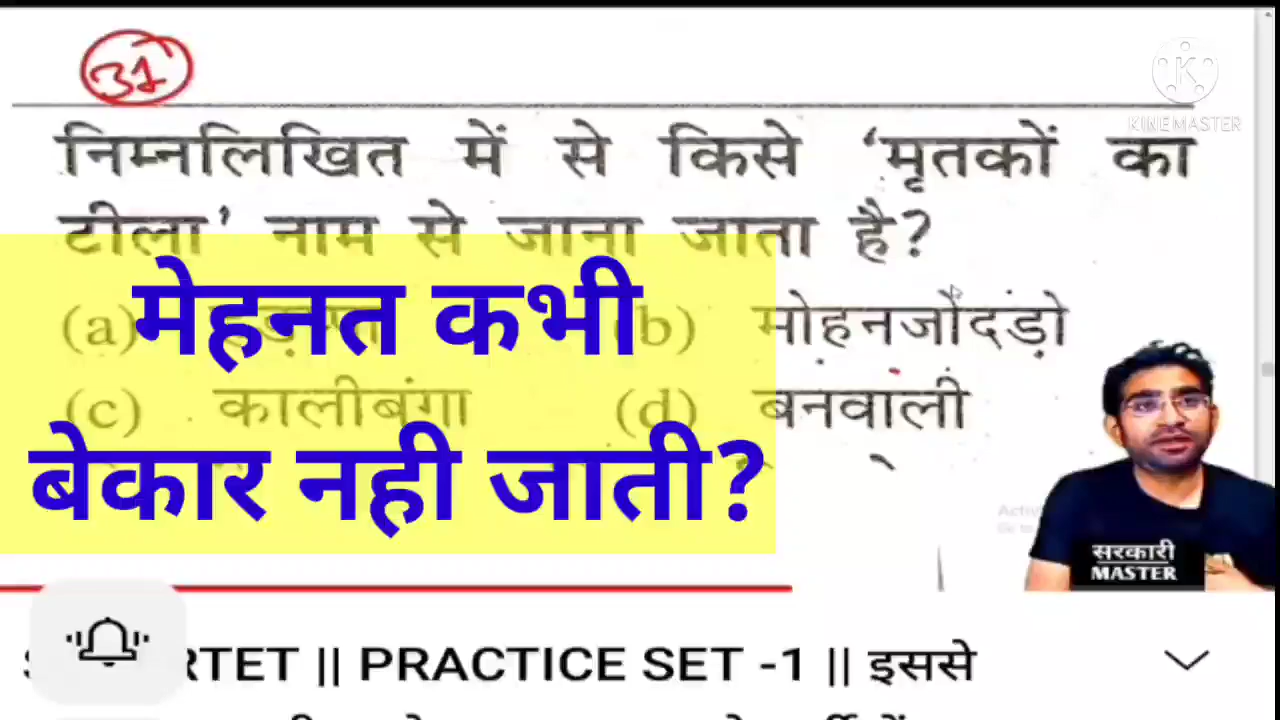 31
KINEMASTER
निम्नलिखित में से किसे ‘मृतकों का
टीला’ नाम से जाना जाता है?
(a) (b) मोहनजोदड़ो
(c) कालीबंगा (d) बनवाली
मेहनत कभी
बेकार नही जाती?
सरकारी
MASTER
RTET || PRACTICE SET -1 || इससे